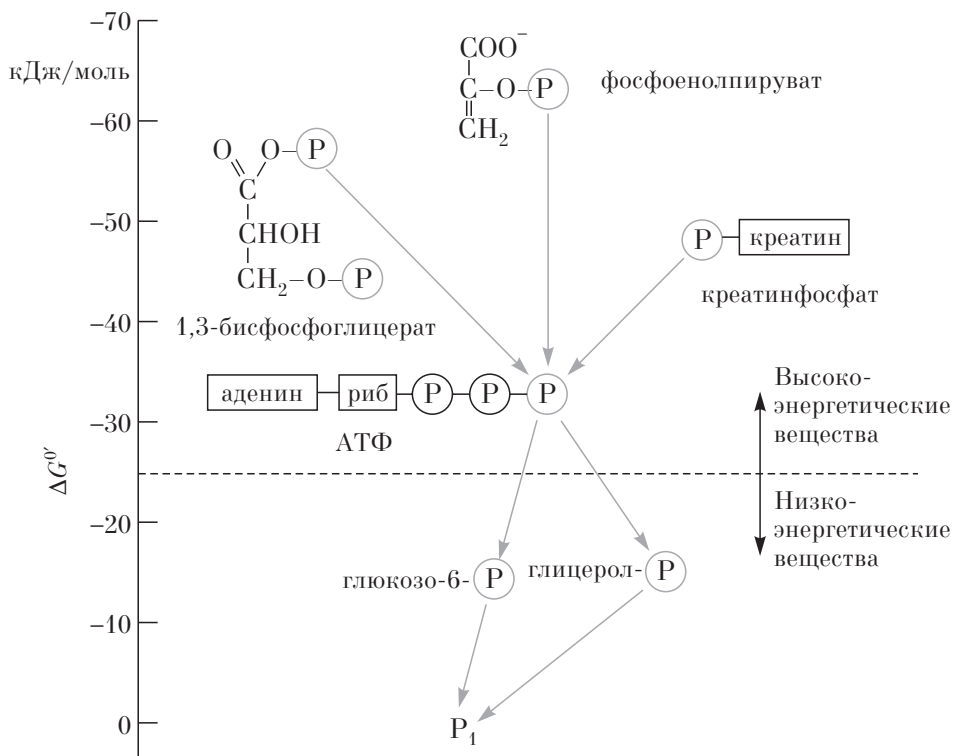 –70
кДж/моль
–60
–50
–40
–30
–20
–10
0
ΔG⁰′
COO⁻
C–O–P
CH₂
фосфоенолпируват
O O–P
C
CHOH
CH₂–O–P
1,3-бисфосфоглицерат
P креатин
креатинфосфат
аденин риб P P P
АТФ
Высоко-
энергетические
вещества
Низко-
энергетические
вещества
глюкозо-6- P
глицерол- P
P₁